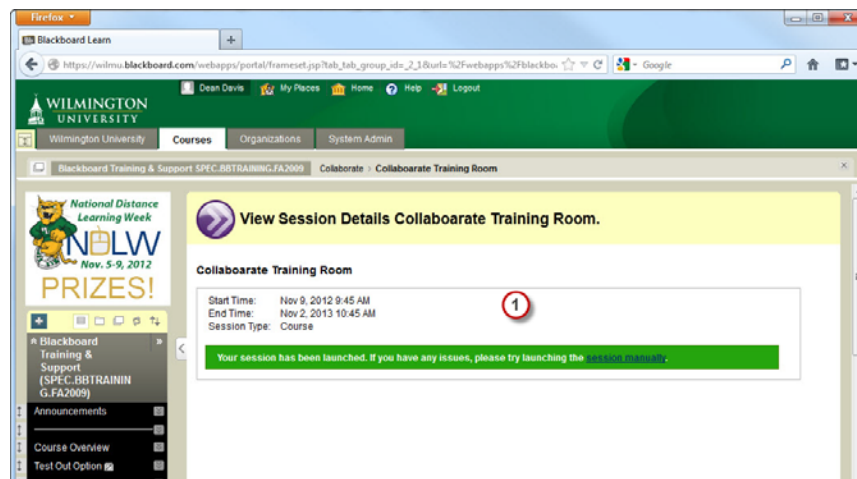 Firefox
Blackboard Learn
https://wilmu.blackboard.com/webapps/portal/frameset.jsp?tab_tab_group_id=_2_1&url=%2Fwebapps%2Fblackbo
Google
Dean Davis My Places Home Help Logout
WILMINGTON
UNIVERSITY
Wilmington University Courses Organizations System Admin
Blackboard Training & Support SPEC.BBTRAINING.FA2009 Collaborate > Collaboarate Training Room
National Distance
Learning Week
NDLW
Nov. 5-9, 2012
PRIZES!
View Session Details Collaboarate Training Room.
Collaboarate Training Room
Start Time: Nov 9, 2012 9:45 AM
End Time: Nov 2, 2013 10:45 AM
Session Type: Course
1
Your session has been launched. If you have any issues, please try launching the session manually.
Blackboard
Training &
Support
(SPEC.BBTRAININ
G.FA2009)
Announcements
Course Overview
Test Out Option